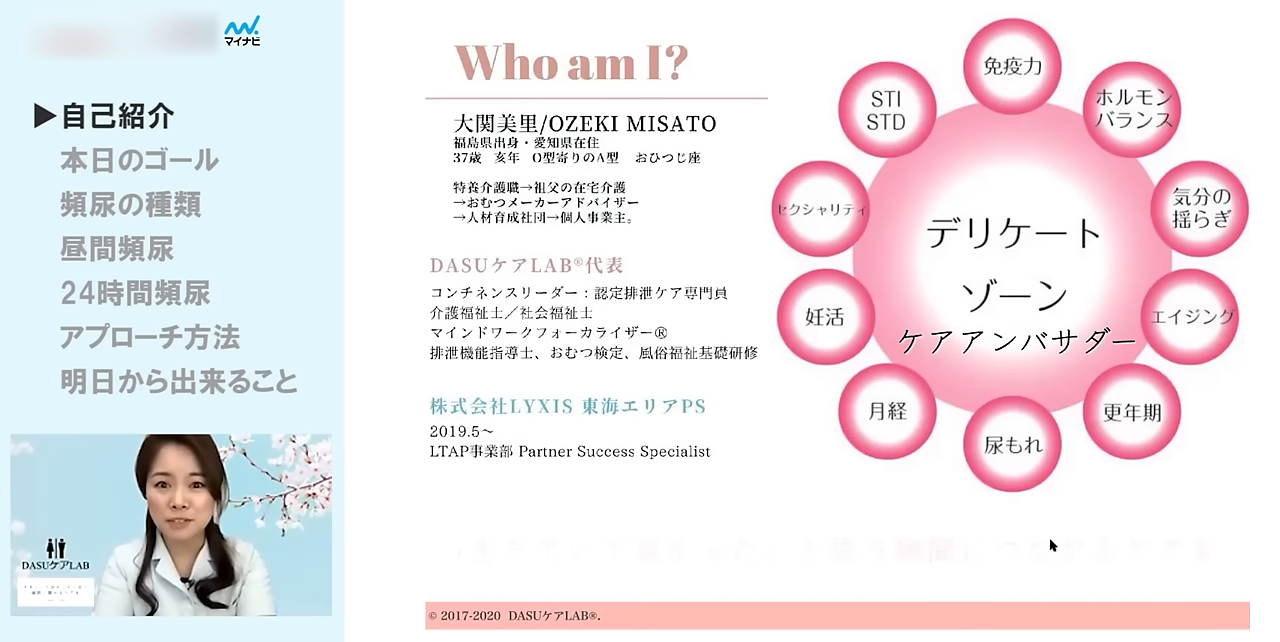 マイナビ
▶自己紹介
本日のゴール
頻尿の種類
昼間頻尿
24時間頻尿
アプローチ方法
明日から出来ること
DASUケアLAB
Who am I?
大関美里/OZEKI MISATO
福島県出身・愛知県在住
37歳 亥年 O型寄りのA型 おひつじ座
特養介護職→祖父の在宅介護
→おむつメーカーアドバイザー
→人材育成社団→個人事業主。
DASUケアLAB®代表
コンチネンスリーダー：認定排泄ケア専門員
介護福祉士／社会福祉士
マインドワークフォーカライザー®
排泄機能指導士、おむつ検定、風俗福祉基礎研修
株式会社LYXIS 東海エリアPS
2019.5～
LTAP事業部 Partner Success Specialist
デリケート
ゾーン
ケアアンバサダー
免疫力
ホルモン
バランス
気分の
揺らぎ
エイジング
更年期
尿もれ
月経
妊活
セクシャリティ
STI
STD
© 2017-2020 DASUケアLAB®.